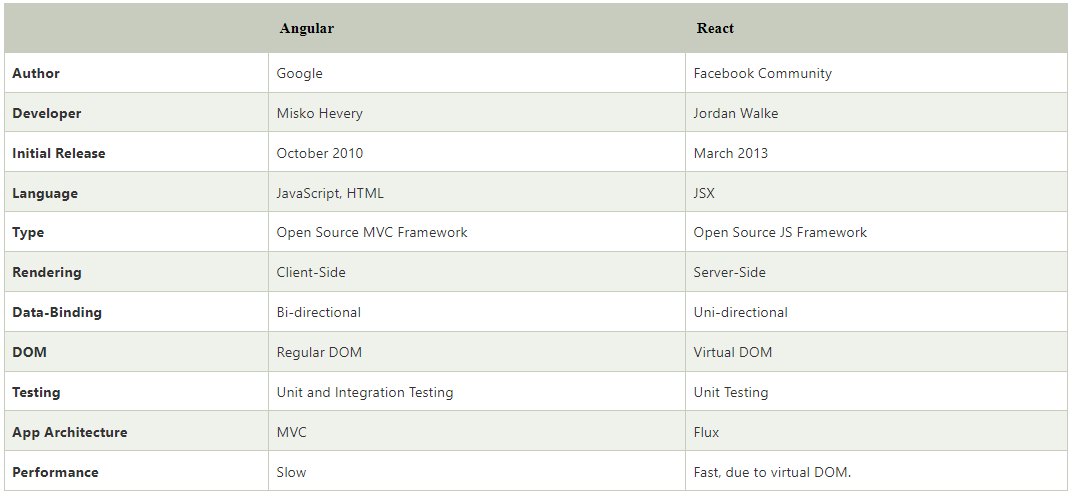 Angular React
Author Google Facebook Community
Developer Misko Hevery Jordan Walke
Initial Release October 2010 March 2013
Language JavaScript, HTML JSX
Type Open Source MVC Framework Open Source JS Framework
Rendering Client-Side Server-Side
Data-Binding Bi-directional Uni-directional
DOM Regular DOM Virtual DOM
Testing Unit and Integration Testing Unit Testing
App Architecture MVC Flux
Performance Slow Fast, due to virtual DOM.